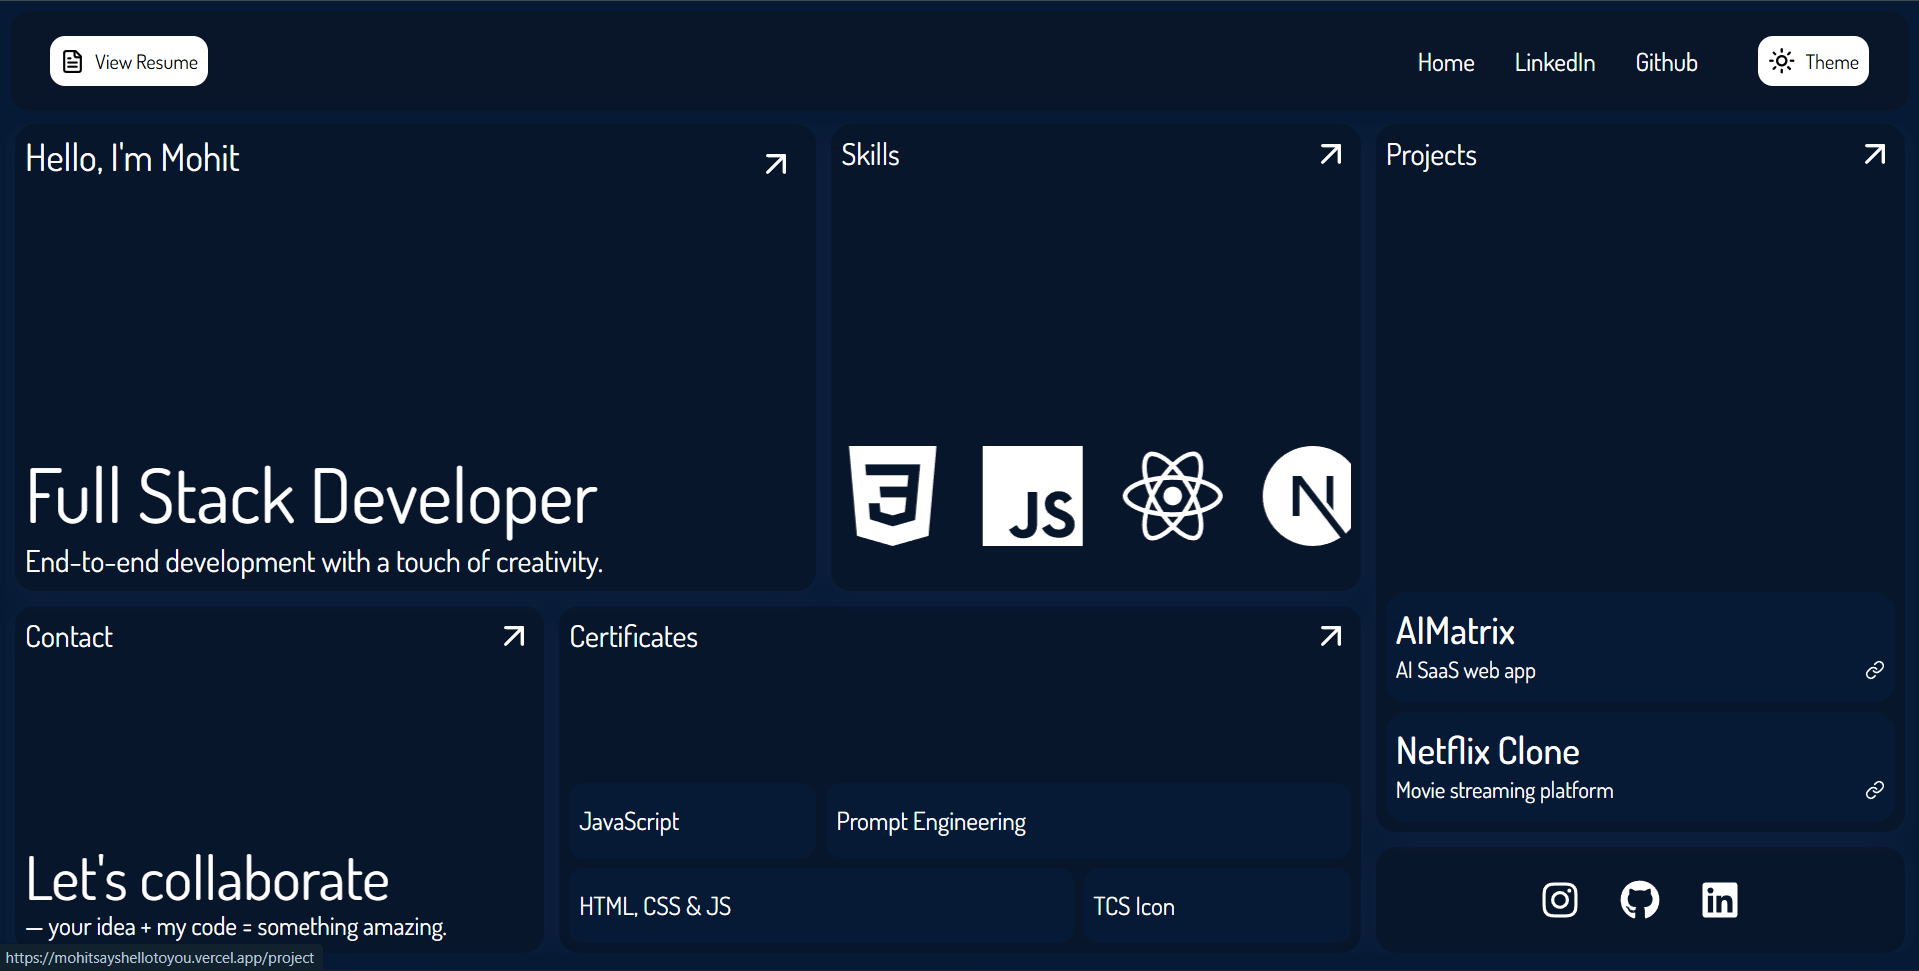 View Resume
Home
LinkedIn
Github
Theme
Hello, I'm Mohit
Full Stack Developer
End-to-end development with a touch of creativity.
Skills
3
JS
N
Projects
AIMatrix
AI SaaS web app
Netflix Clone
Movie streaming platform
Contact
Let's collaborate
— your idea + my code = something amazing.
Certificates
JavaScript
Prompt Engineering
HTML, CSS & JS
TCS Icon
in
https://mohitsayshellotoyou.vercel.app/project